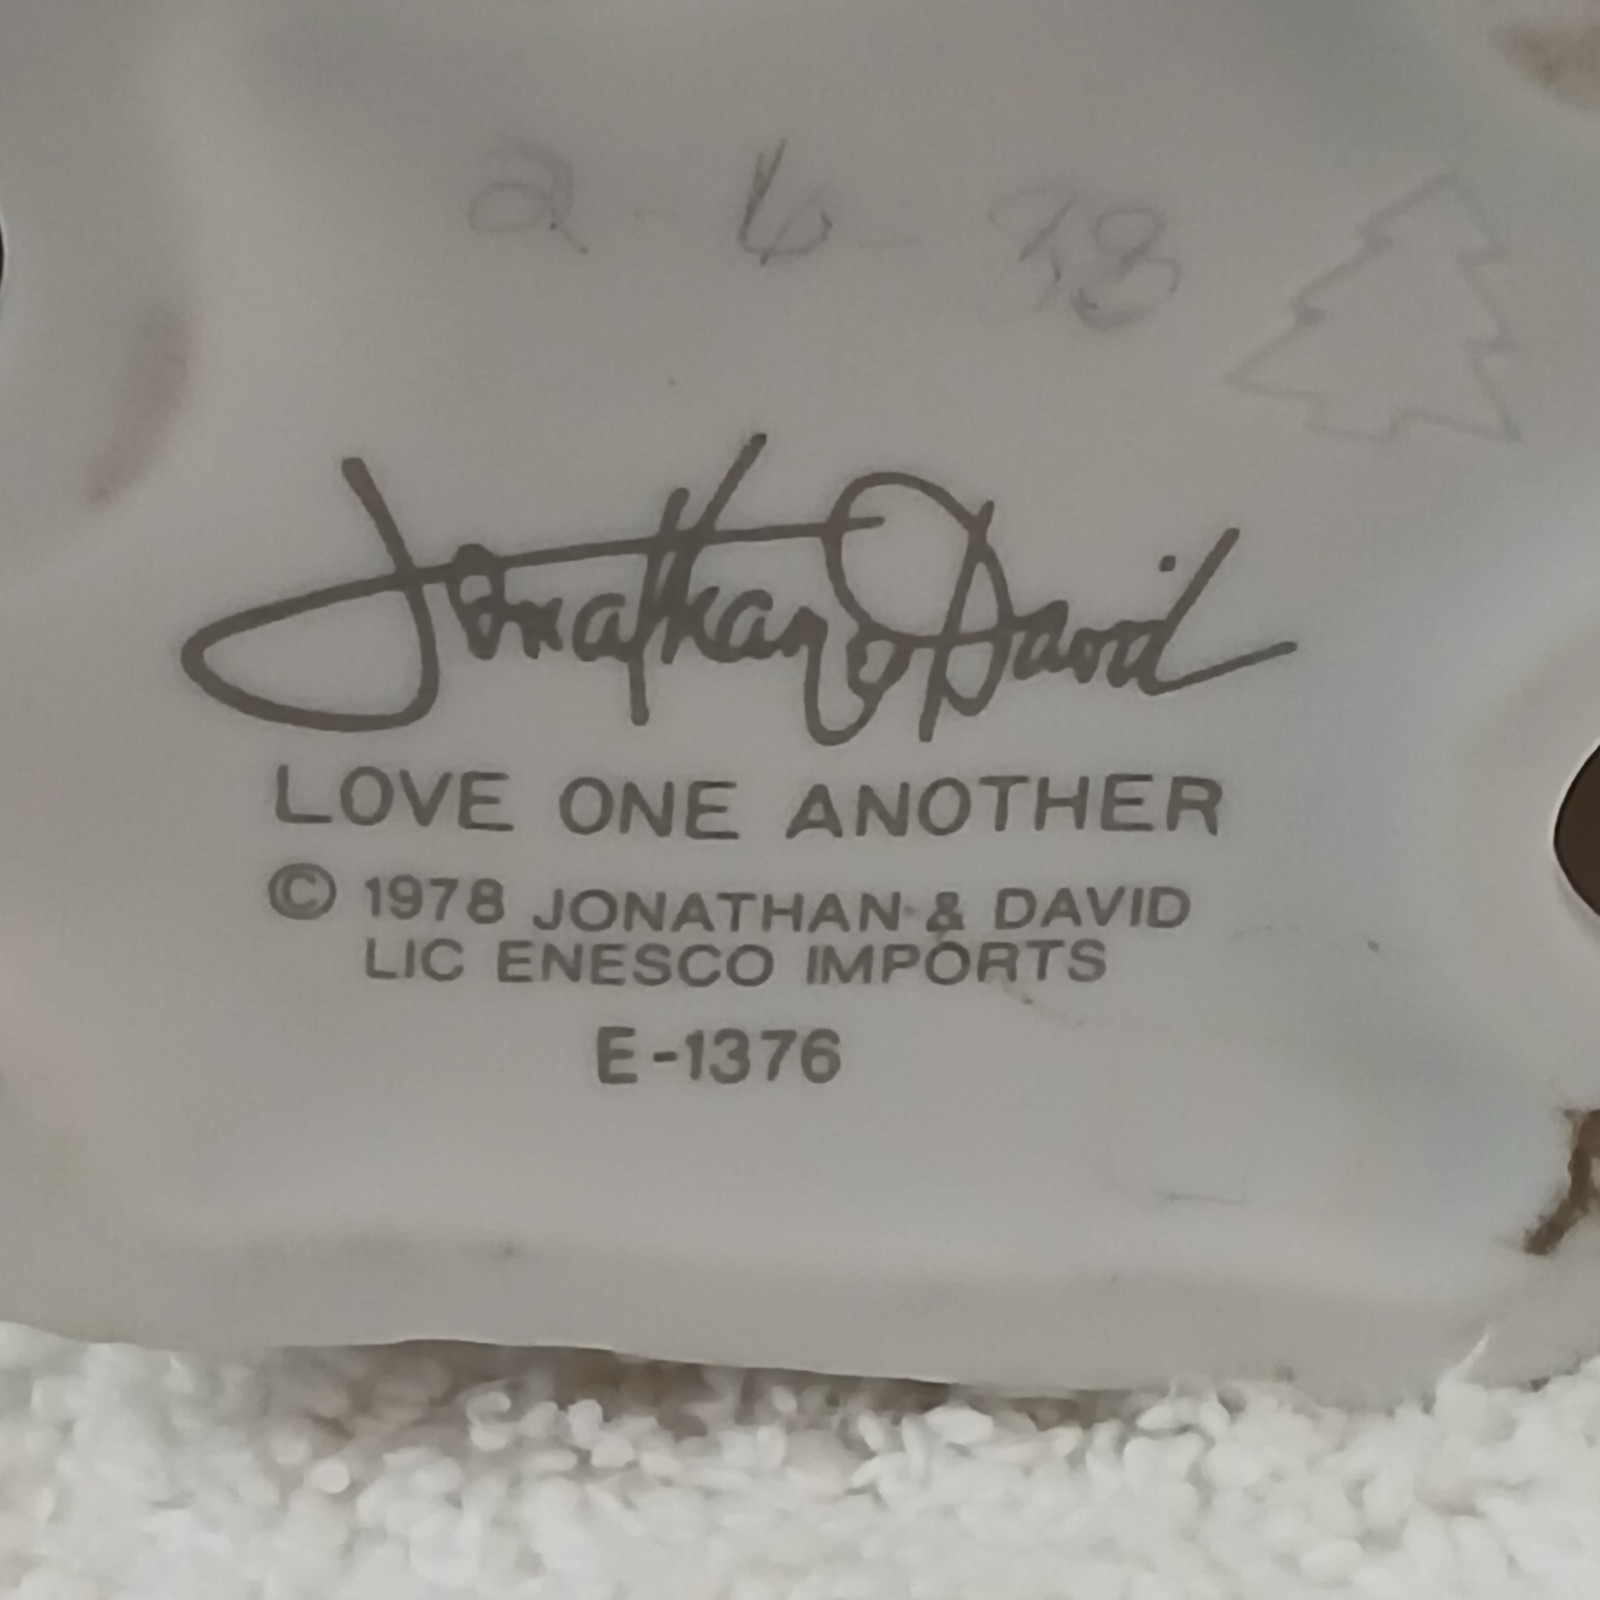 2-6-78
Jonathan & David
LOVE ONE ANOTHER
© 1978 JONATHAN & DAVID
LIC ENESCO IMPORTS
E-1376